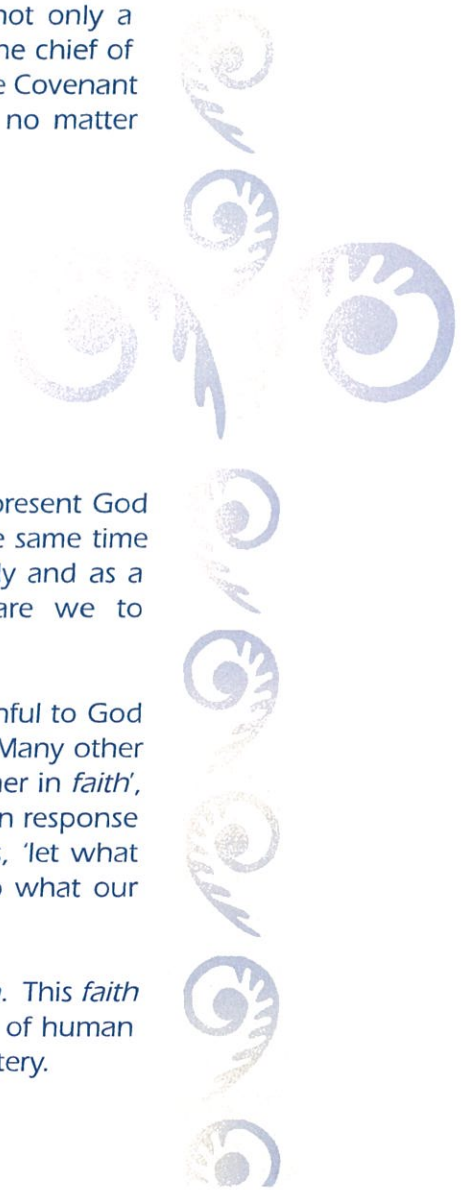 not only a
he chief of
e Covenant
no matter
present God
e same time
ly and as a
are we to
hful to God
Many other
her in faith',
n response
s, 'let what
o what our
. This faith
of human
tery.